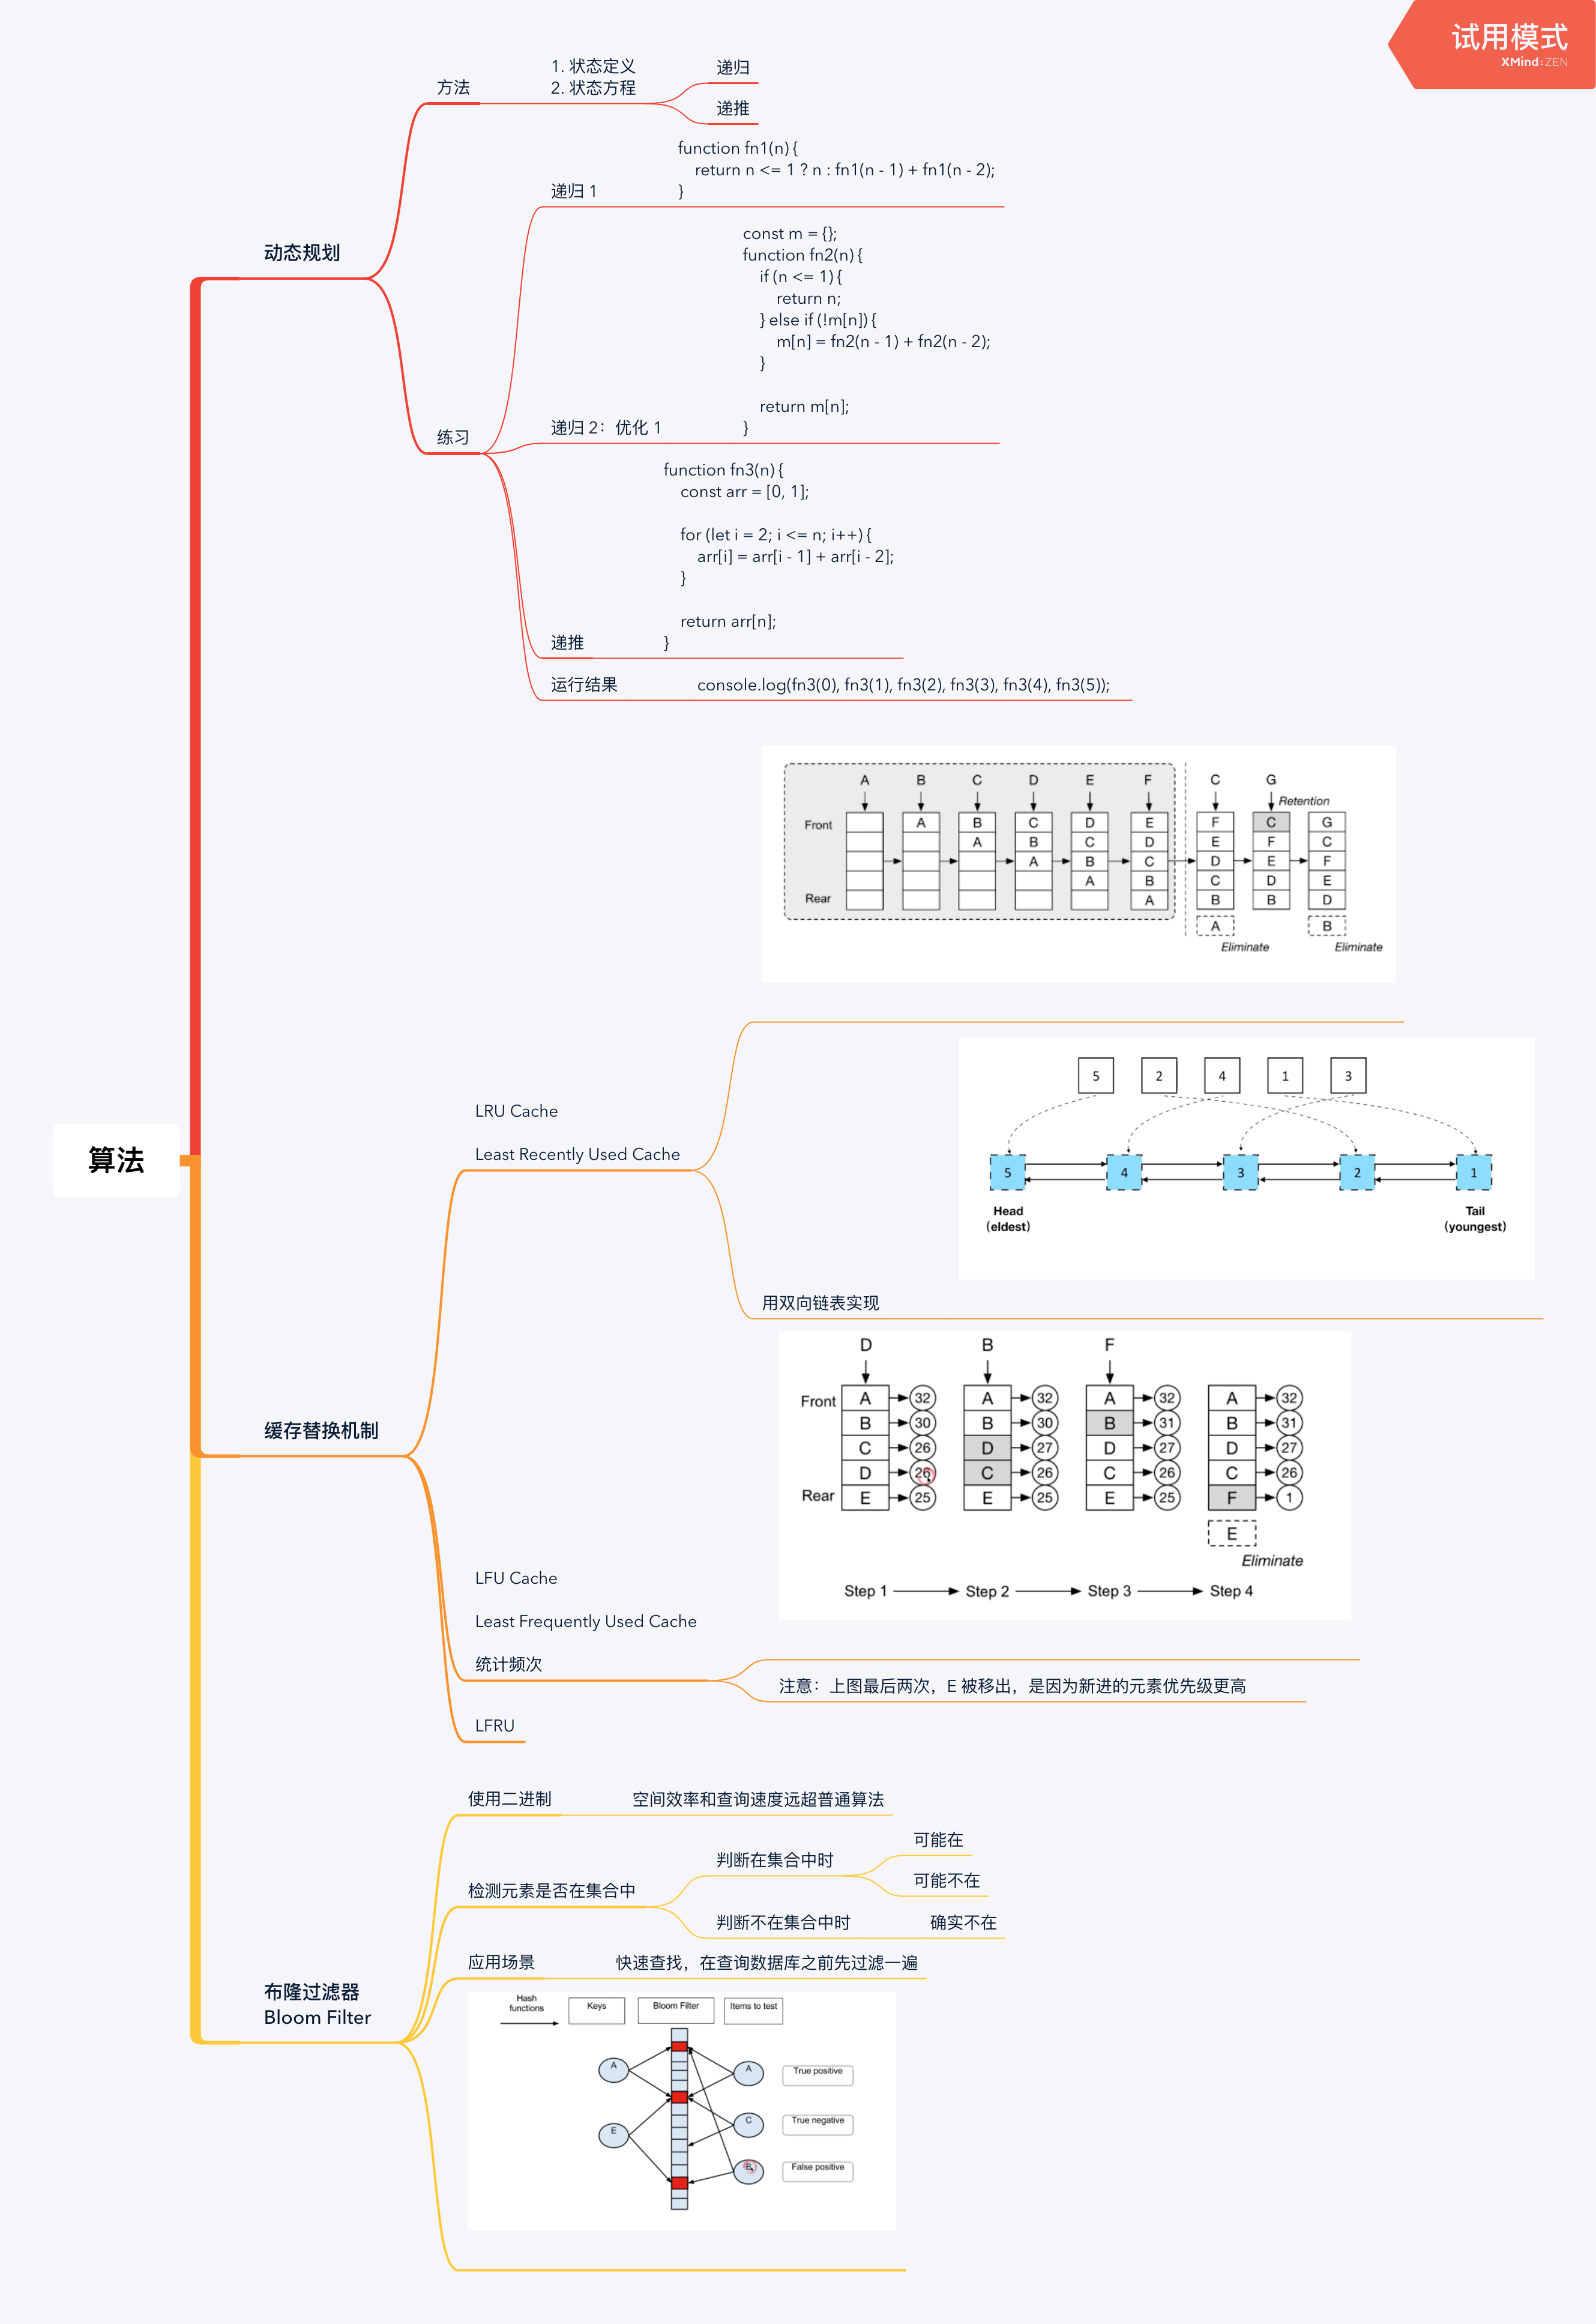 试用模式
XMind:ZEN
算法
动态规划
方法
1. 状态定义
2. 状态方程
递归
递推
练习
递归 1
function fn1(n) {
    return n <= 1 ? n : fn1(n - 1) + fn1(n - 2);
}
递归 2：优化 1
const m = {};
function fn2(n) {
    if (n <= 1) {
        return n;
    } else if (!m[n]) {
        m[n] = fn2(n - 1) + fn2(n - 2);
    }
    return m[n];
}
递推
function fn3(n) {
    const arr = [0, 1];
    for (let i = 2; i <= n; i++) {
        arr[i] = arr[i - 1] + arr[i - 2];
    }
    return arr[n];
}
运行结果
console.log(fn3(0), fn3(1), fn3(2), fn3(3), fn3(4), fn3(5));
缓存替换机制
LRU Cache
Least Recently Used Cache
A B C D E F C G
Retention
Front A B C D E F C G
A B C D E F C
A B C D E F
A B C D E
Rear A B B D
A B
Eliminate Eliminate
用双向链表实现
5 2 4 1 3
5 4 3 2 1
Head Tail
(eldest) (youngest)
LFU Cache
Least Frequently Used Cache
统计频次
D B F
Front A 32 A 32 A 32 A 32
B 30 B 30 B 31 B 31
C 26 D 27 D 27 D 27
D 26 C 26 C 26 C 26
Rear E 25 E 25 E 25 F 1
E
Eliminate
Step 1 Step 2 Step 3 Step 4
注意：上图最后两次，E 被移出，是因为新进的元素优先级更高
LFRU
布隆过滤器
Bloom Filter
使用二进制
空间效率和查询速度远超普通算法
检测元素是否在集合中
判断在集合中时
可能在
可能不在
判断不在集合中时
确实不在
应用场景
快速查找，在查询数据库之前先过滤一遍
Hash
functions
Keys
Bloom Filter
Items to test
A A True positive
E C True negative
B False positive